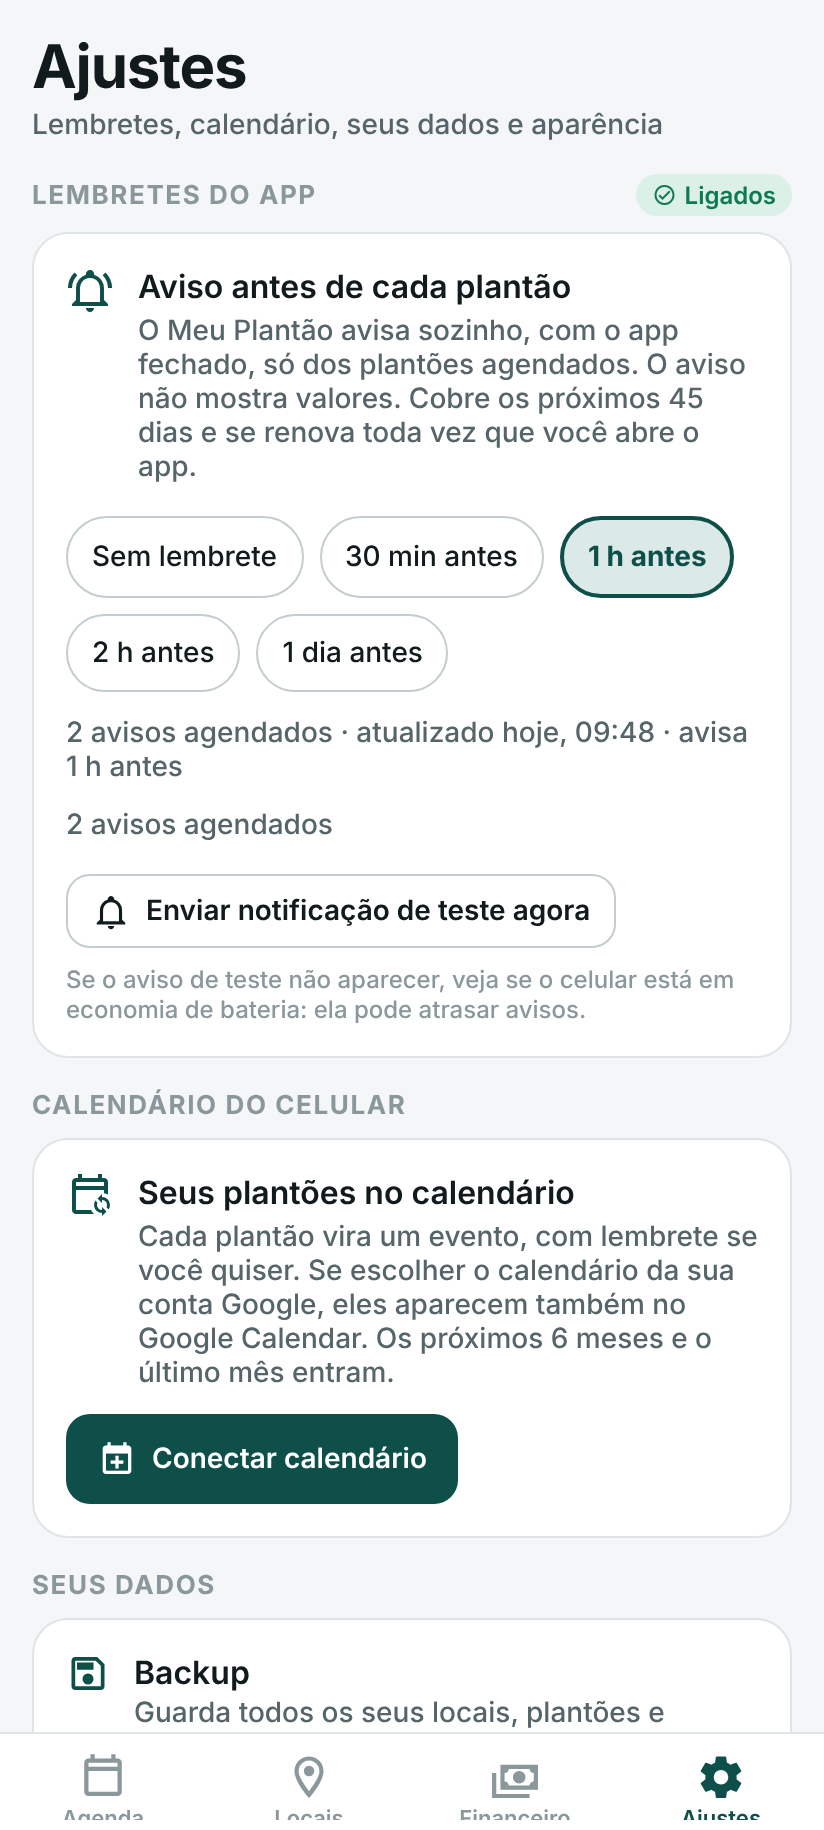 Ajustes
Lembretes, calendário, seus dados e aparência
LEMBRETES DO APP
Ligados
Aviso antes de cada plantão
O Meu Plantão avisa sozinho, com o app
fechado, só dos plantões agendados. O aviso
não mostra valores. Cobre os próximos 45
dias e se renova toda vez que você abre o
app.
Sem lembrete
30 min antes
1 h antes
2 h antes
1 dia antes
2 avisos agendados · atualizado hoje, 09:48 · avisa
1 h antes
2 avisos agendados
Enviar notificação de teste agora
Se o aviso de teste não aparecer, veja se o celular está em
economia de bateria: ela pode atrasar avisos.
CALENDÁRIO DO CELULAR
Seus plantões no calendário
Cada plantão vira um evento, com lembrete se
você quiser. Se escolher o calendário da sua
conta Google, eles aparecem também no
Google Calendar. Os próximos 6 meses e o
último mês entram.
Conectar calendário
SEUS DADOS
Backup
Guarda todos os seus locais, plantões e
Agenda
Locais
Financeiro
Ajustes